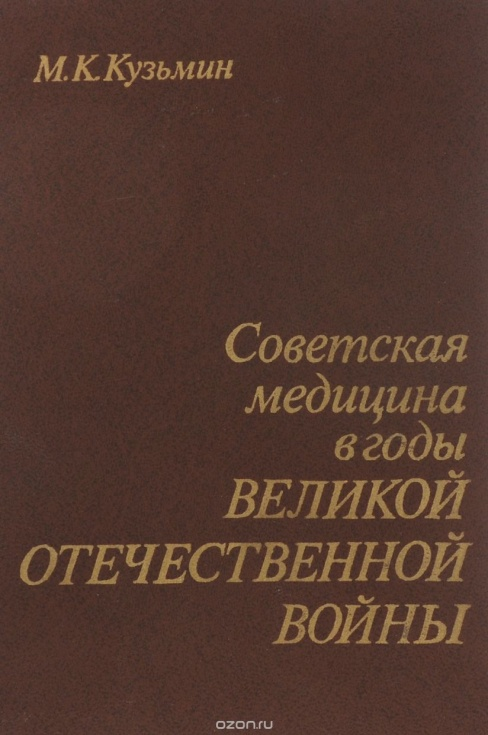 М.К.Кузьмин
Советская
медицина
в годы
ВЕЛИКОЙ
ОТЕЧЕСТВЕННОЙ
ВОЙНЫ
ozon.ru